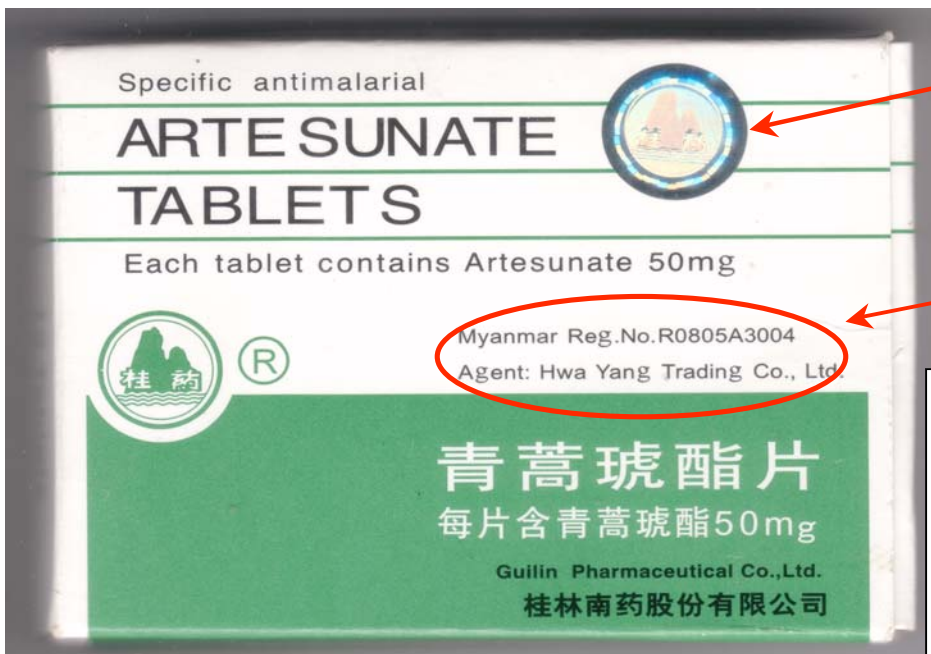 Specific antimalarial
ARTESUNATE
TABLETS
Each tablet contains Artesunate 50mg
Myanmar Reg.No.R0805A3004
Agent: Hwa Yang Trading Co., Ltd.
桂药
R
青蒿琥酯片
每片含青蒿琥酯50mg
Guilin Pharmaceutical Co.,Ltd.
桂林南药股份有限公司